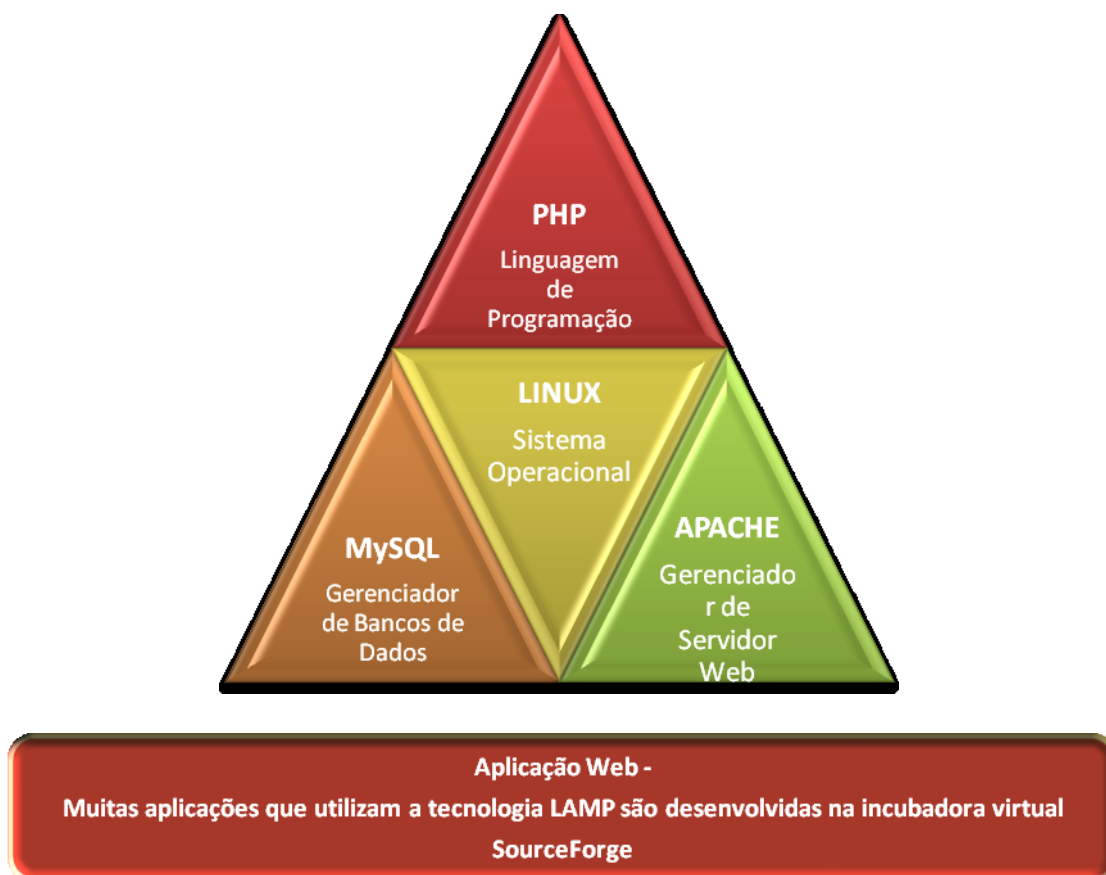 PHP
Linguagem
de
Programação
LINUX
Sistema
Operacional
MySQL
Gerenciador
de Bancos de
Dados
APACHE
Gerenciado
r de
Servidor
Web
Aplicação Web -
Muitas aplicações que utilizam a tecnologia LAMP são desenvolvidas na incubadora virtual
SourceForge